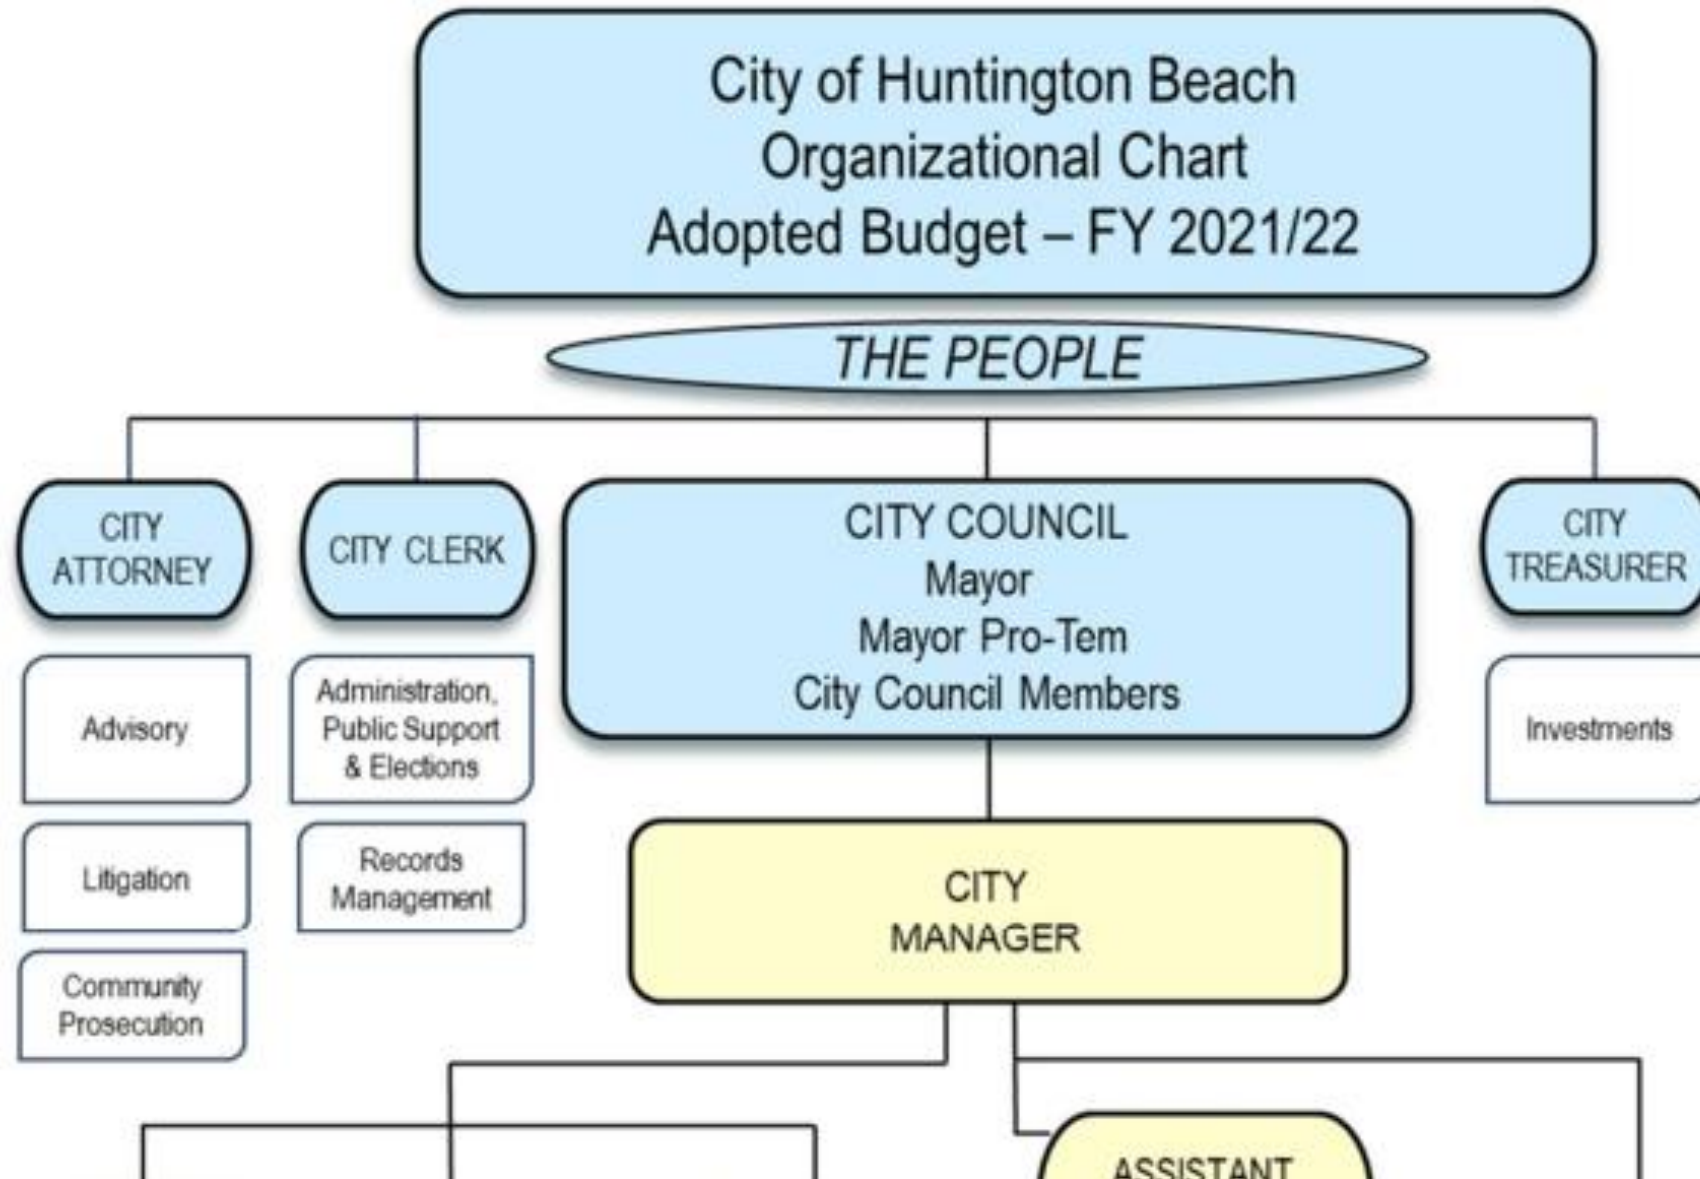 City of Huntington Beach
Organizational Chart
Adopted Budget – FY 2021/22
THE PEOPLE
CITY
ATTORNEY
CITY CLERK
CITY COUNCIL
Mayor
Mayor Pro-Tem
City Council Members
CITY
TREASURER
Advisory
Administration,
Public Support
& Elections
Investments
Litigation
Records
Management
Community
Prosecution
CITY
MANAGER
ASSISTANT